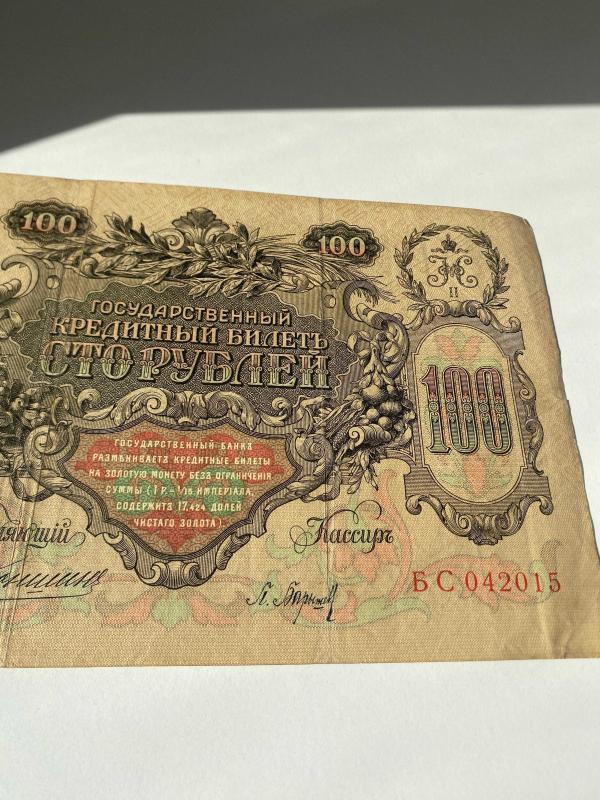 100
100
II
ГОСУДАРСТВЕННЫЙ
КРЕДИТНЫЙ БИЛЕТЪ
СТО РУБЛЕЙ
100
ГОСУДАРСТВЕННЫЙ БАНКЪ
РАЗМѢНИВАЕТЪ КРЕДИТНЫЕ БИЛЕТЫ
НА ЗОЛОТУЮ МОНЕТУ БЕЗЪ ОГРАНИЧЕНІЯ
СУММЫ (1 Р.= 1/15 ИМПЕРІАЛА,
СОДЕРЖИТЪ 17,424 ДОЛЕЙ
ЧИСТАГО ЗОЛОТА).
Кассиръ
БС 042015